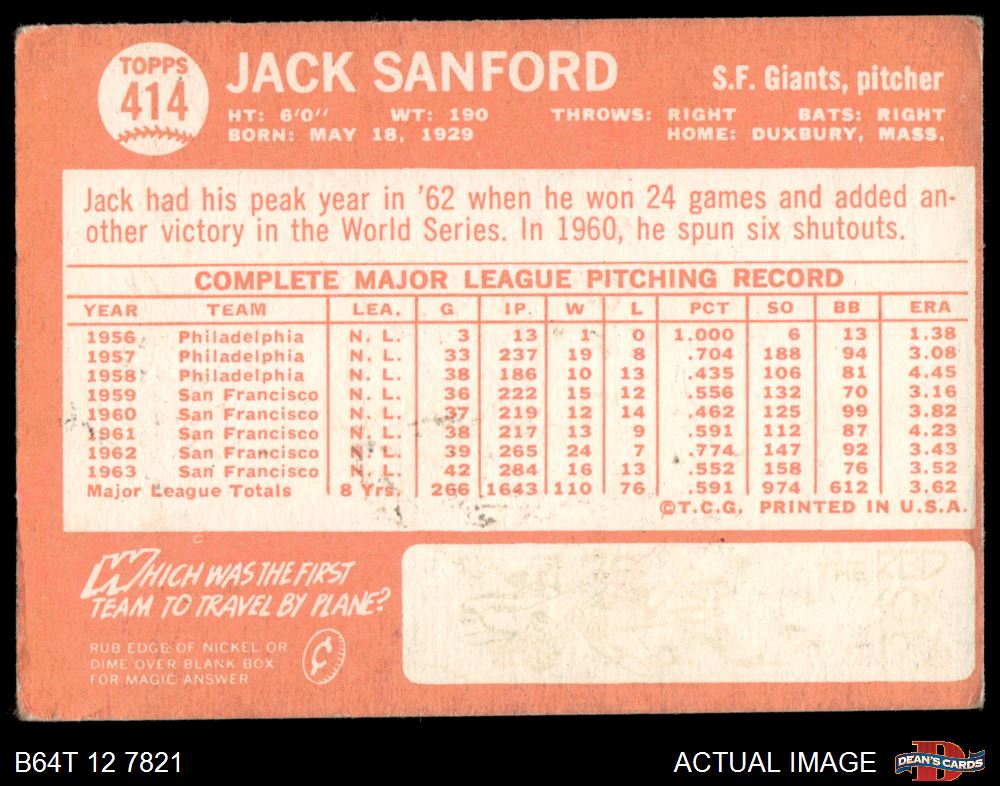 TOPPS
414
JACK SANFORD
S.F. Giants, pitcher
HT: 6'0" WT: 190 THROWS: RIGHT BATS: RIGHT
BORN: MAY 18, 1929 HOME: DUXBURY, MASS.
Jack had his peak year in '62 when he won 24 games and added an-
other victory in the World Series. In 1960, he spun six shutouts.
COMPLETE MAJOR LEAGUE PITCHING RECORD
YEAR TEAM LEA. G IP. W L PCT SO BB ERA
1956 Philadelphia N. L. 3 13 1 0 1.000 6 13 1.38
1957 Philadelphia N. L. 33 237 19 8 .704 188 94 3.08
1958 Philadelphia N. L. 38 186 10 13 .435 106 81 4.45
1959 San Francisco N. L. 36 222 15 12 .556 132 70 3.16
1960 San Francisco N. L. 37 219 12 14 .462 125 99 3.82
1961 San Francisco N. L. 38 217 13 9 .591 112 87 4.23
1962 San Francisco N. L. 39 265 24 7 .774 147 92 3.43
1963 San Francisco N. L. 42 284 16 13 .552 158 76 3.52
Major League Totals 8 Yrs. 266 1643 110 76 .591 974 612 3.62
©T.C.G. PRINTED IN U.S.A.
WHICH WAS THE FIRST
TEAM TO TRAVEL BY PLANE?
RUB EDGE OF NICKEL OR
DIME OVER BLANK BOX
FOR MAGIC ANSWER
¢
THE RED
B64T 12 7821
ACTUAL IMAGE
DEAN'S CARDS